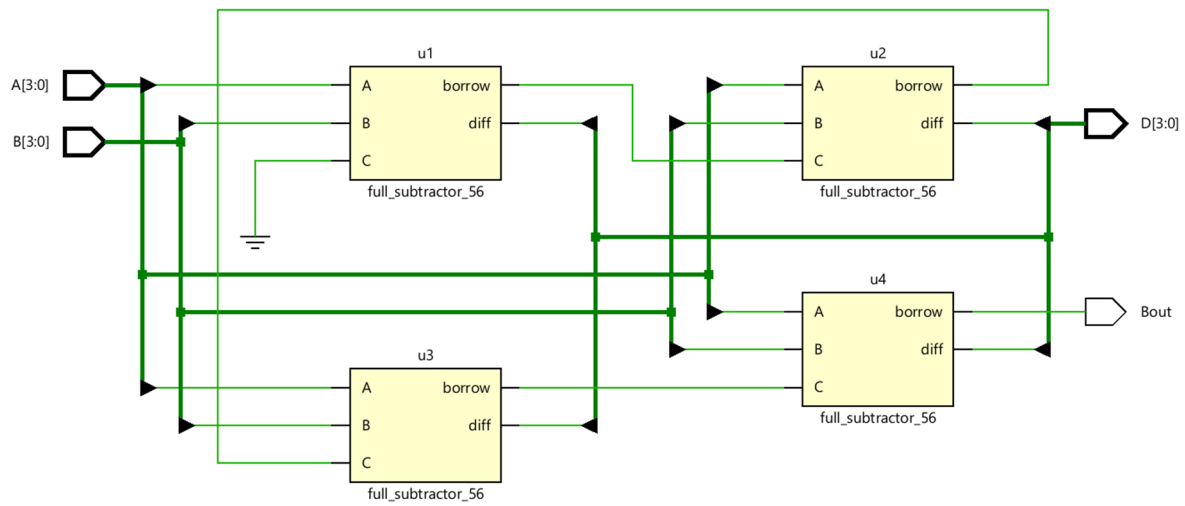 A[3:0]
B[3:0]
u1
A borrow
B diff
C
full_subtractor_56
u2
A borrow
B diff
C
full_subtractor_56
D[3:0]
u3
A borrow
B diff
C
full_subtractor_56
u4
A borrow
B diff
C
full_subtractor_56
Bout